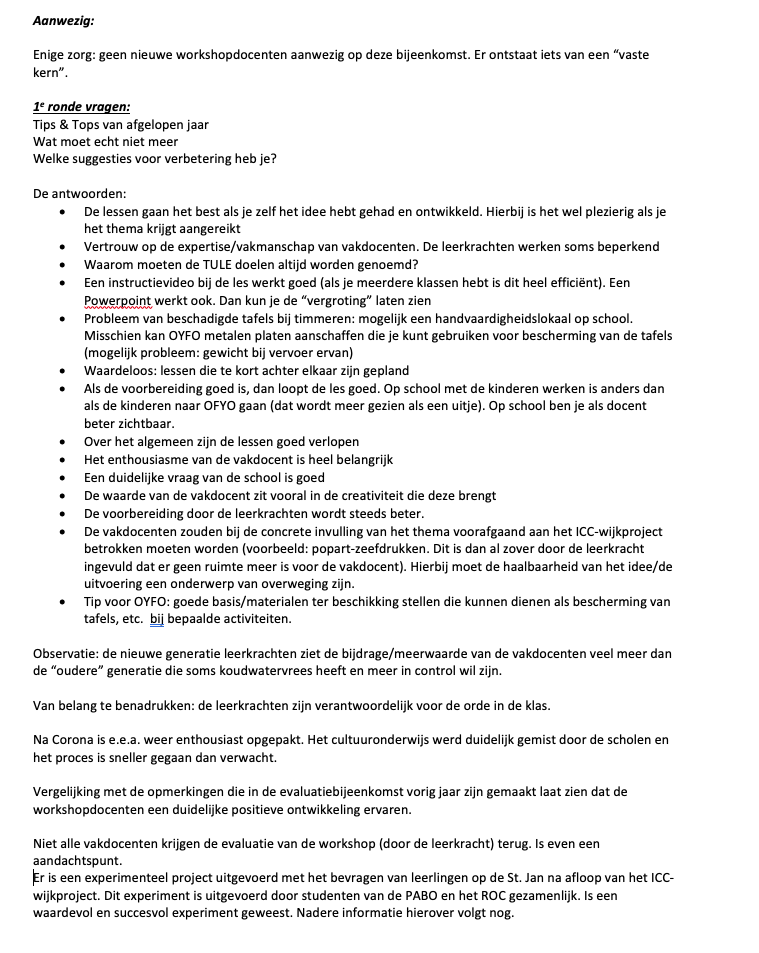 Aanwezig:
Enige zorg: geen nieuwe workshopdocenten aanwezig op deze bijeenkomst. Er ontstaat iets van een “vaste
kern”.
1e ronde vragen:
Tips & Tops van afgelopen jaar
Wat moet echt niet meer
Welke suggesties voor verbetering heb je?
De antwoorden:
• De lessen gaan het best als je zelf het idee hebt gehad en ontwikkeld. Hierbij is het wel plezierig als je
het thema krijgt aangereikt
• Vertrouw op de expertise/vakmanschap van vakdocenten. De leerkrachten werken soms beperkend
• Waarom moeten de TULE doelen altijd worden genoemd?
• Een instructievideo bij de les werkt goed (als je meerdere klassen hebt is dit heel efficiënt). Een
Powerpoint werkt ook. Dan kun je de “vergroting” laten zien
• Probleem van beschadigde tafels bij timmeren: mogelijk een handvaardigheidslokaal op school.
Misschien kan OYFO metalen platen aanschaffen die je kunt gebruiken voor bescherming van de tafels
(mogelijk probleem: gewicht bij vervoer ervan)
• Waardeloos: lessen die te kort achter elkaar zijn gepland
• Als de voorbereiding goed is, dan loopt de les goed. Op school met de kinderen werken is anders dan
als de kinderen naar OFYO gaan (dat wordt meer gezien als een uitje). Op school ben je als docent
beter zichtbaar.
• Over het algemeen zijn de lessen goed verlopen
• Het enthousiasme van de vakdocent is heel belangrijk
• Een duidelijke vraag van de school is goed
• De waarde van de vakdocent zit vooral in de creativiteit die deze brengt
• De voorbereiding door de leerkrachten wordt steeds beter.
• De vakdocenten zouden bij de concrete invulling van het thema voorafgaand aan het ICC-wijkproject
betrokken moeten worden (voorbeeld: popart-zeefdrukken. Dit is dan al zover door de leerkracht
ingevuld dat er geen ruimte meer is voor de vakdocent). Hierbij moet de haalbaarheid van het idee/de
uitvoering een onderwerp van overweging zijn.
• Tip voor OYFO: goede basis/materialen ter beschikking stellen die kunnen dienen als bescherming van
tafels, etc.  bij bepaalde activiteiten.
Observatie: de nieuwe generatie leerkrachten ziet de bijdrage/meerwaarde van de vakdocenten veel meer dan
de “oudere” generatie die soms koudwatervrees heeft en meer in control wil zijn.
Van belang te benadrukken: de leerkrachten zijn verantwoordelijk voor de orde in de klas.
Na Corona is e.e.a. weer enthousiast opgepakt. Het cultuuronderwijs werd duidelijk gemist door de scholen en
het proces is sneller gegaan dan verwacht.
Vergelijking met de opmerkingen die in de evaluatiebijeenkomst vorig jaar zijn gemaakt laat zien dat de
workshopdocenten een duidelijke positieve ontwikkeling ervaren.
Niet alle vakdocenten krijgen de evaluatie van de workshop (door de leerkracht) terug. Is even een
aandachtspunt.
Er is een experimenteel project uitgevoerd met het bevragen van leerlingen op de St. Jan na afloop van het ICC-
wijkproject. Dit experiment is uitgevoerd door studenten van de PABO en het ROC gezamenlijk. Is een
waardevol en succesvol experiment geweest. Nadere informatie hierover volgt nog.